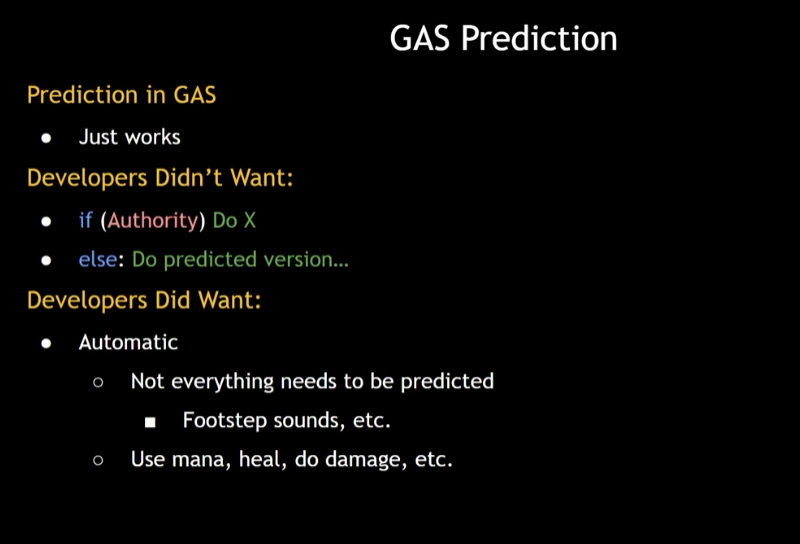 GAS Prediction
Prediction in GAS
● Just works
Developers Didn't Want:
● if (Authority) Do X
● else: Do predicted version...
Developers Did Want:
● Automatic
○ Not everything needs to be predicted
■ Footstep sounds, etc.
○ Use mana, heal, do damage, etc.